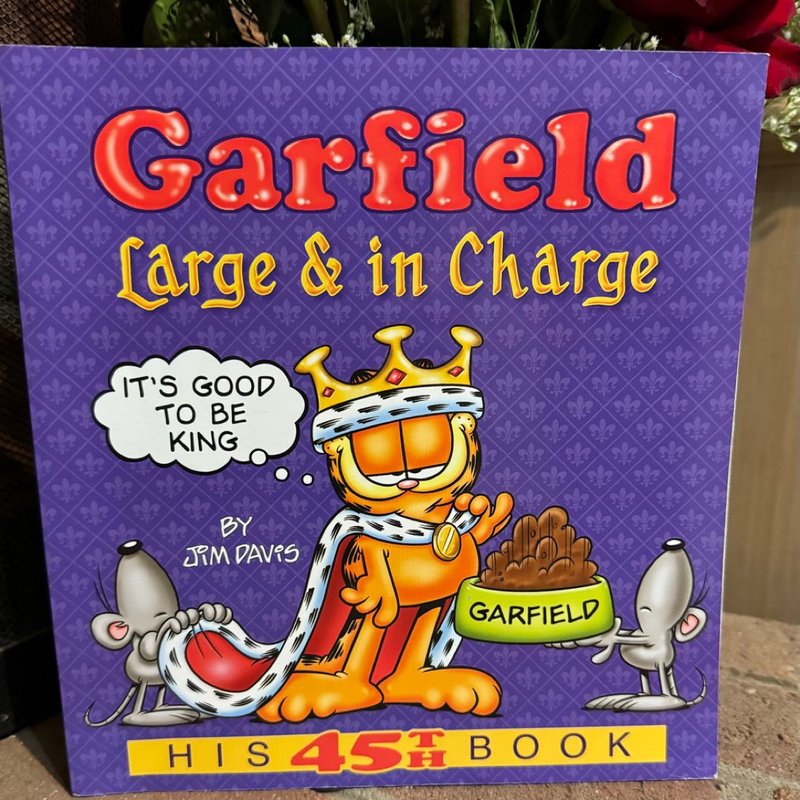 Garfield
Large & in Charge
IT'S GOOD
TO BE
KING
BY
JIM DAVIS
GARFIELD
HIS 45TH BOOK